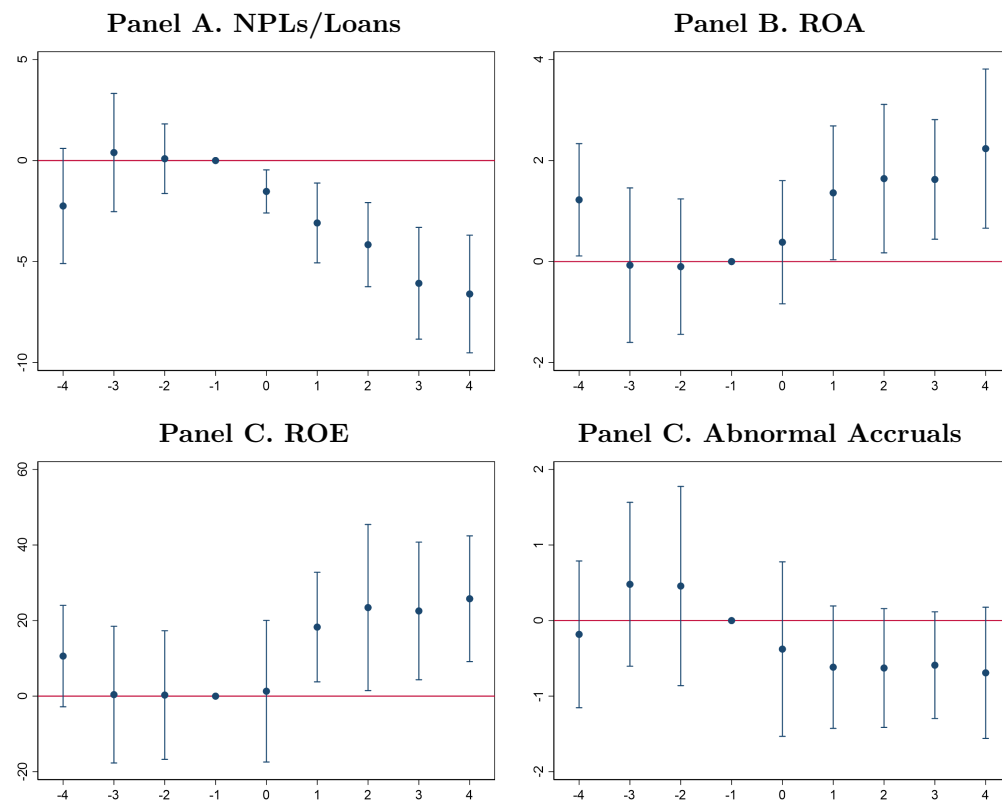 Panel A. NPLs/Loans
5
0
-5
-10
-4 -3 -2 -1 0 1 2 3 4
Panel B. ROA
4
2
0
-2
-4 -3 -2 -1 0 1 2 3 4
Panel C. ROE
60
40
20
0
-20
-4 -3 -2 -1 0 1 2 3 4
Panel C. Abnormal Accruals
2
1
0
-1
-2
-4 -3 -2 -1 0 1 2 3 4